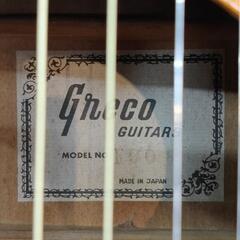 Greco
GUITARS
MODEL NO.
MADE IN JAPAN